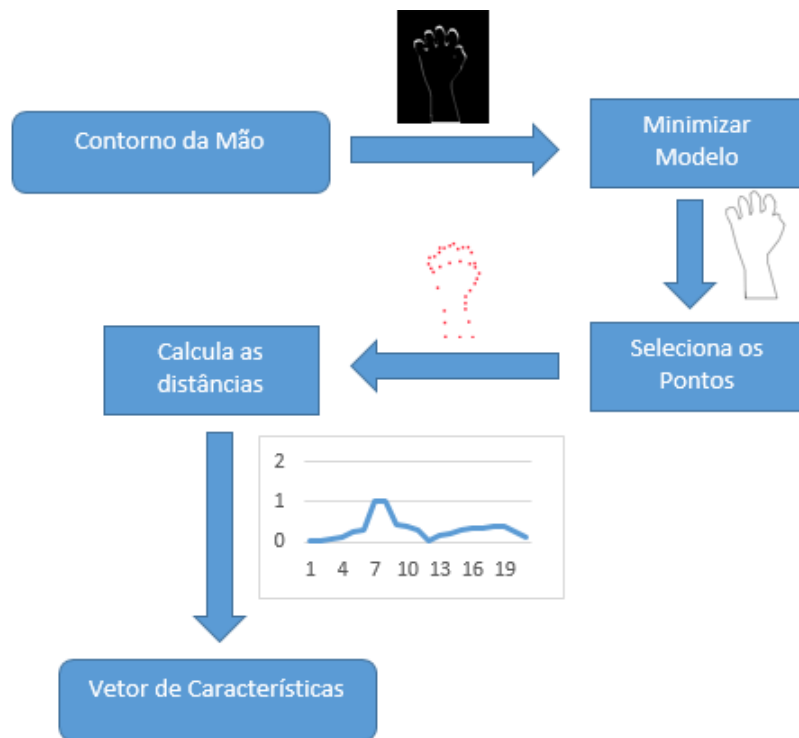 Contorno da Mão
Minimizar
Modelo
Seleciona os
Pontos
Calcula as
distâncias
2
1
0
1 4 7 10 13 16 19
Vetor de Características